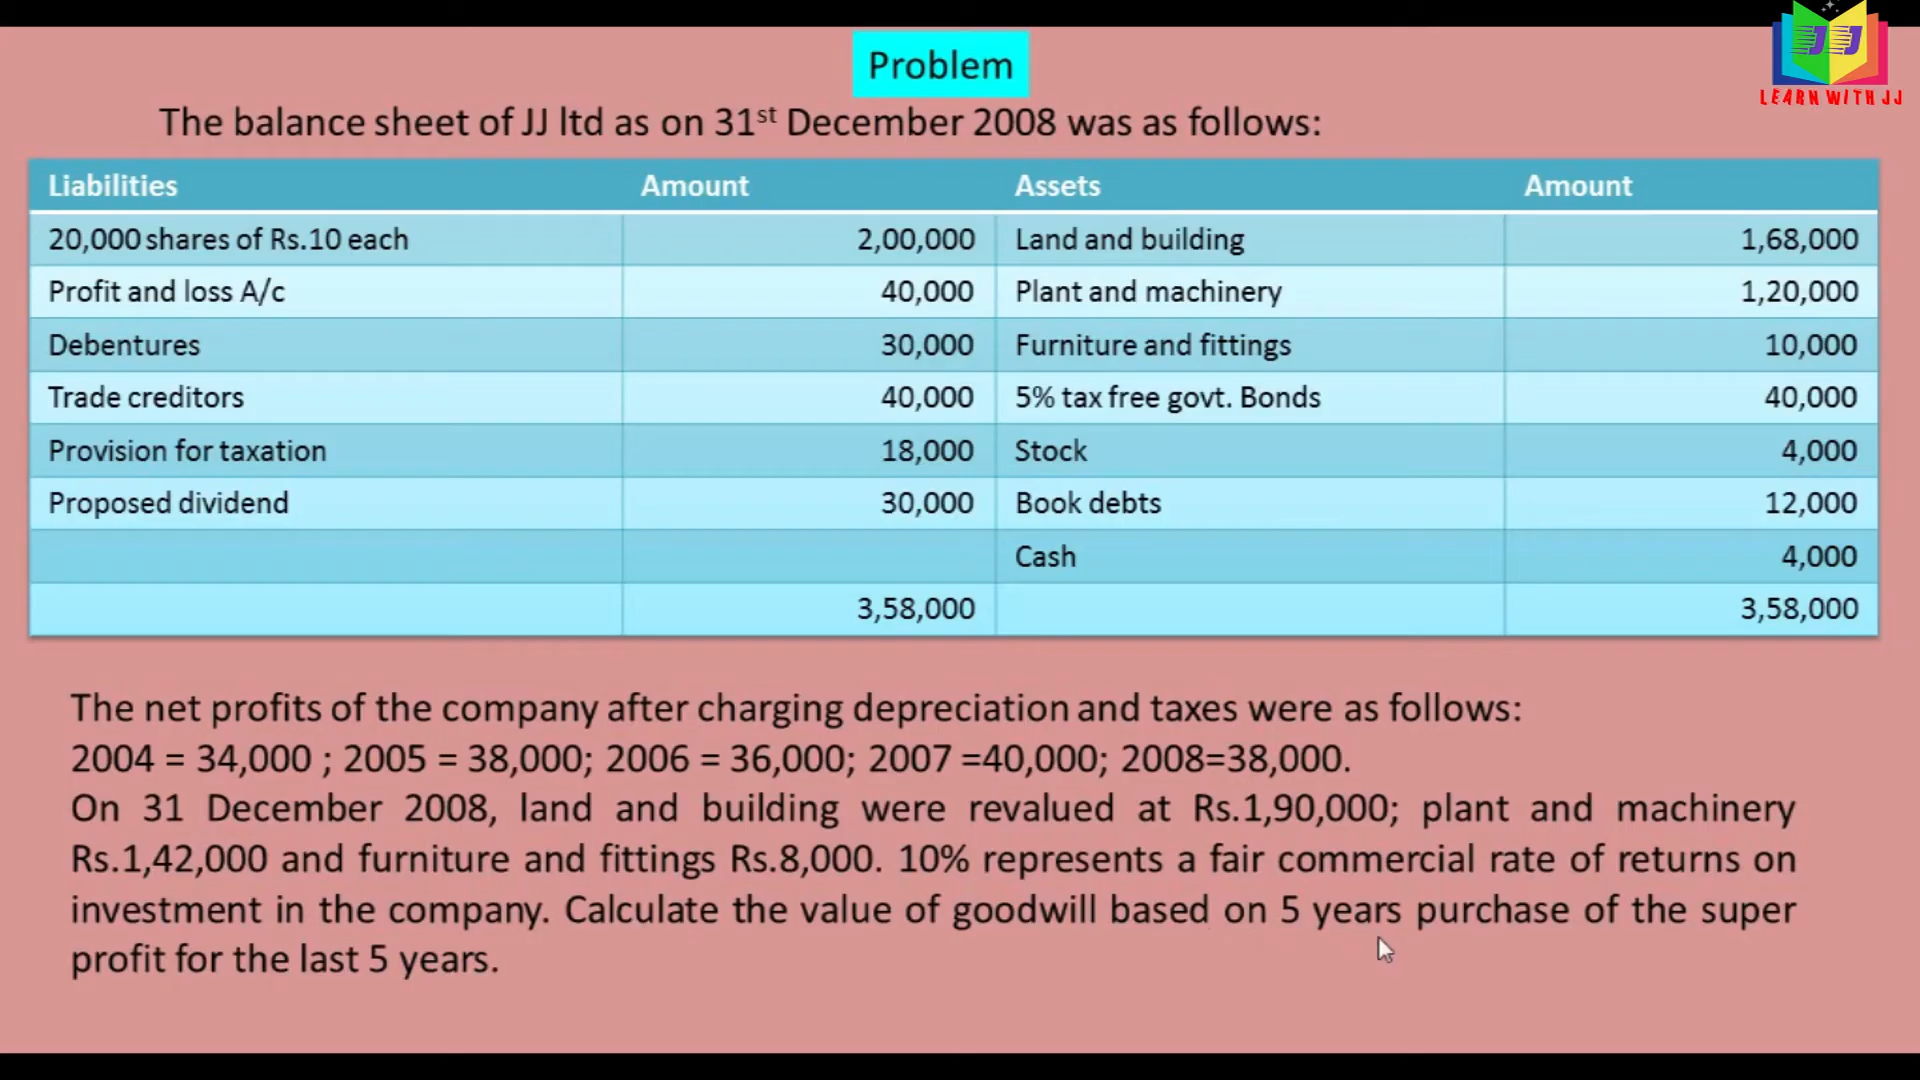 Problem
LEARN WITH JJ
The balance sheet of JJ ltd as on 31st December 2008 was as follows:
Liabilities Amount Assets Amount
20,000 shares of Rs.10 each 2,00,000 Land and building 1,68,000
Profit and loss A/c 40,000 Plant and machinery 1,20,000
Debentures 30,000 Furniture and fittings 10,000
Trade creditors 40,000 5% tax free govt. Bonds 40,000
Provision for taxation 18,000 Stock 4,000
Proposed dividend 30,000 Book debts 12,000
Cash 4,000
3,58,000 3,58,000
The net profits of the company after charging depreciation and taxes were as follows:
2004 = 34,000 ; 2005 = 38,000; 2006 = 36,000; 2007 =40,000; 2008=38,000.
On 31 December 2008, land and building were revalued at Rs.1,90,000; plant and machinery
Rs.1,42,000 and furniture and fittings Rs.8,000. 10% represents a fair commercial rate of returns on
investment in the company. Calculate the value of goodwill based on 5 years purchase of the super
profit for the last 5 years.